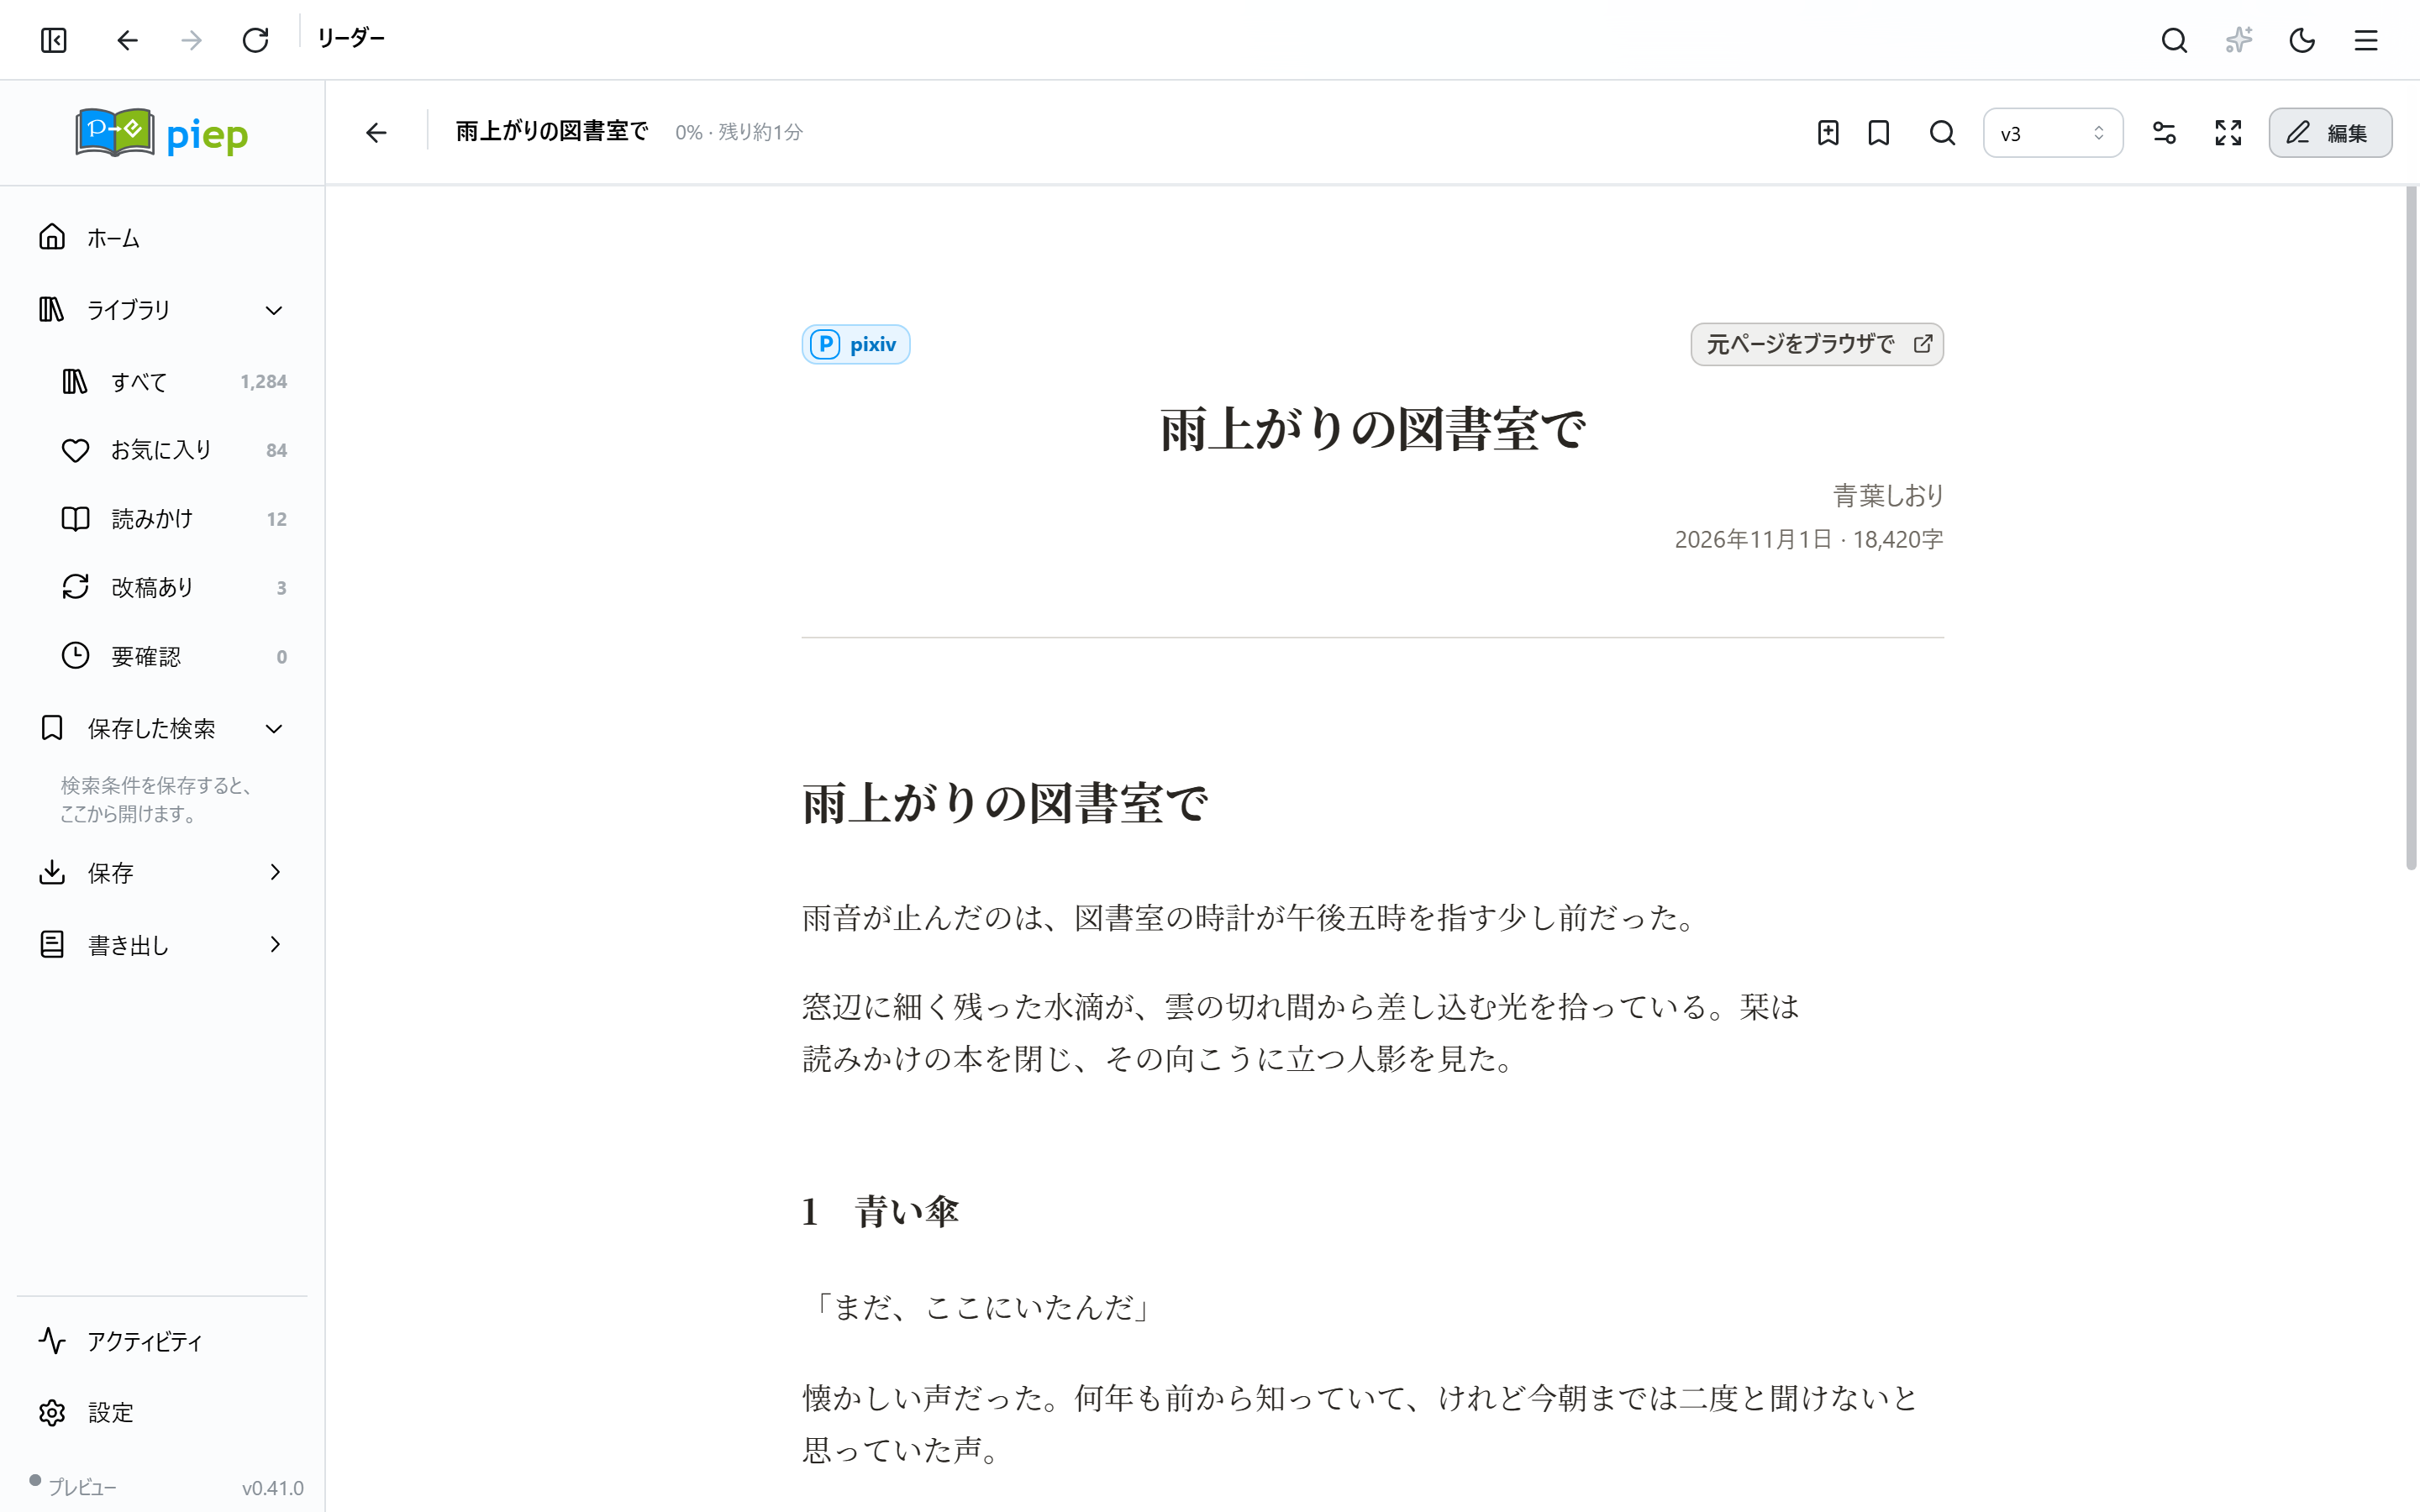 リーダー
P→e piep
雨上がりの図書室で
0% · 残り約1分
v3
編集
ホーム
ライブラリ
すべて 1,284
お気に入り 84
読みかけ 12
改稿あり 3
要確認 0
保存した検索
検索条件を保存すると、
ここから開けます。
保存
書き出し
アクティビティ
設定
プレビュー v0.41.0
P pixiv
元ページをブラウザで
雨上がりの図書室で
青葉しおり
2026年11月1日 · 18,420字
雨上がりの図書室で
雨音が止んだのは、図書室の時計が午後五時を指す少し前だった。
窓辺に細く残った水滴が、雲の切れ間から差し込む光を拾っている。栞は
読みかけの本を閉じ、その向こうに立つ人影を見た。
1　青い傘
「まだ、ここにいたんだ」
懐かしい声だった。何年も前から知っていて、けれど今朝までは二度と聞けないと
思っていた声。